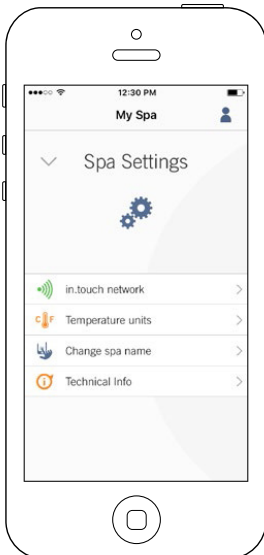 12:30 PM
My Spa
Spa Settings
in.touch network
C F Temperature units
Change spa name
Technical Info